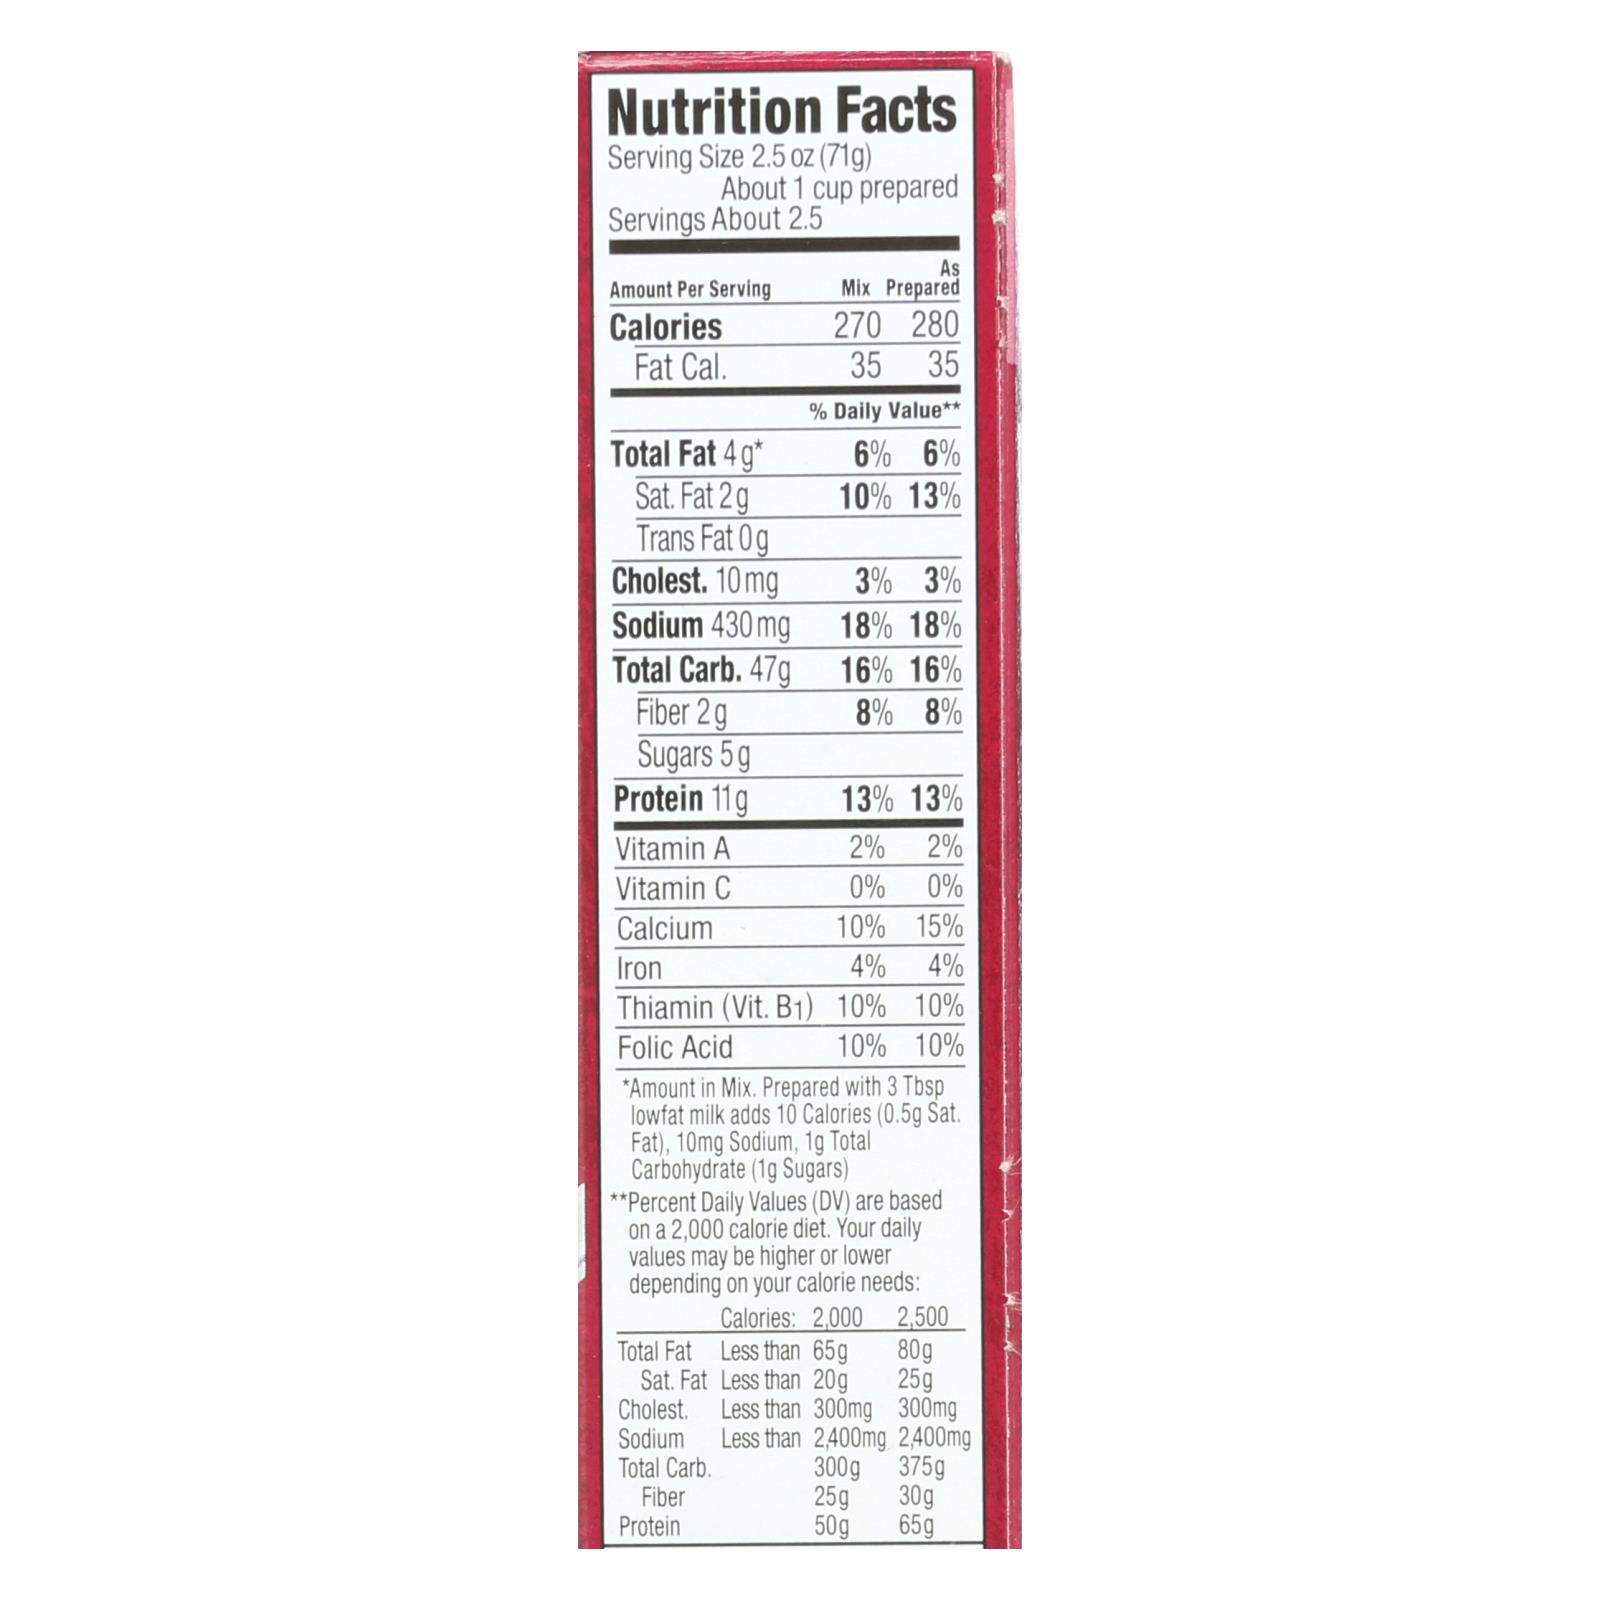 Nutrition Facts
Serving Size 2.5 oz (71g)
About 1 cup prepared
Servings About 2.5
As
Amount Per Serving Mix Prepared
Calories 270 280
Fat Cal. 35 35
% Daily Value**
Total Fat 4g* 6% 6%
Sat. Fat 2g 10% 13%
Trans Fat 0g
Cholest. 10mg 3% 3%
Sodium 430mg 18% 18%
Total Carb. 47g 16% 16%
Fiber 2g 8% 8%
Sugars 5g
Protein 11g 13% 13%
Vitamin A 2% 2%
Vitamin C 0% 0%
Calcium 10% 15%
Iron 4% 4%
Thiamin (Vit. B1) 10% 10%
Folic Acid 10% 10%
*Amount in Mix. Prepared with 3 Tbsp
lowfat milk adds 10 Calories (0.5g Sat.
Fat), 10mg Sodium, 1g Total
Carbohydrate (1g Sugars)
**Percent Daily Values (DV) are based
on a 2,000 calorie diet. Your daily
values may be higher or lower
depending on your calorie needs:
Calories: 2,000 2,500
Total Fat Less than 65g 80g
Sat. Fat Less than 20g 25g
Cholest. Less than 300mg 300mg
Sodium Less than 2,400mg 2,400mg
Total Carb. 300g 375g
Fiber 25g 30g
Protein 50g 65g